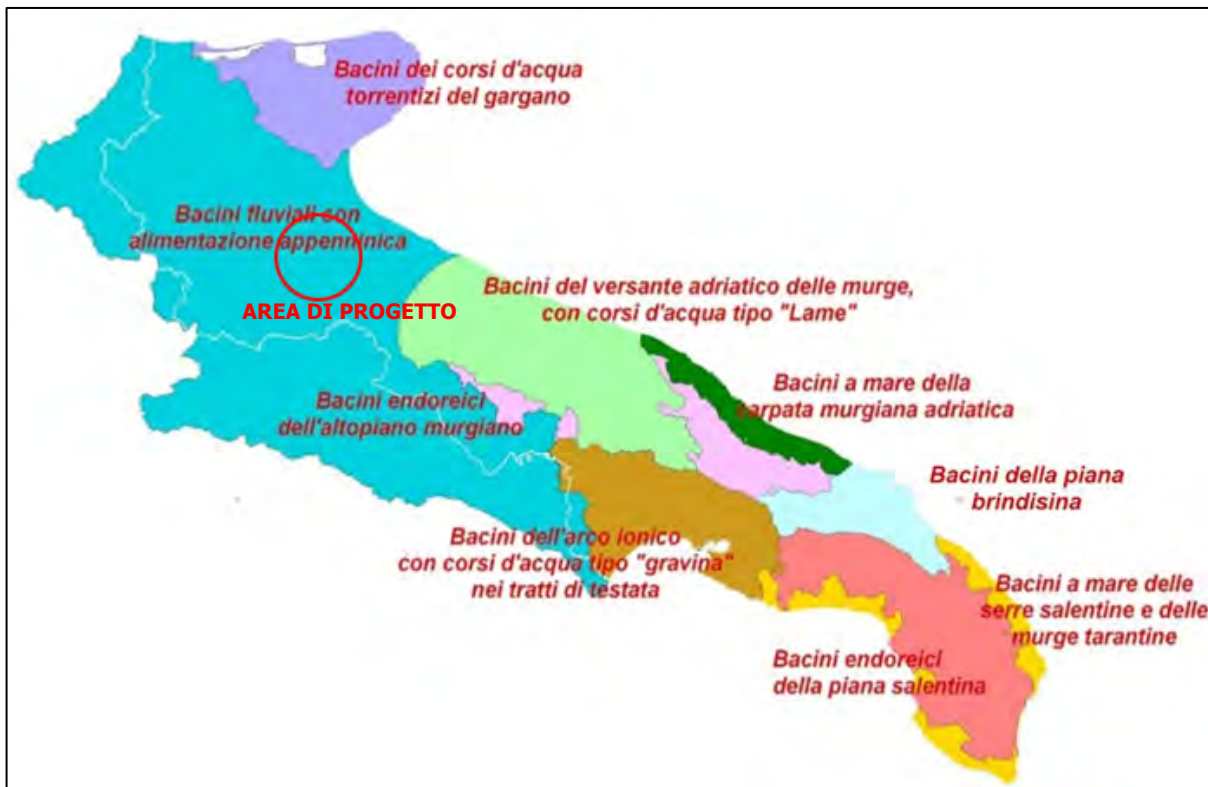 Bacini dei corsi d'acqua
torrentizi del gargano
Bacini fluviali con
alimentazione appenninica
AREA DI PROGETTO
Bacini del versante adriatico delle murge,
con corsi d'acqua tipo "Lame"
Bacini a mare della
scarpata murgiana adriatica
Bacini endoreici
dell'altopiano murgiano
Bacini della piana
brindisina
Bacini dell'arco ionico
con corsi d'acqua tipo "gravina"
nei tratti di testata
Bacini a mare delle
serre salentine e delle
murge tarantine
Bacini endoreici
della piana salentina